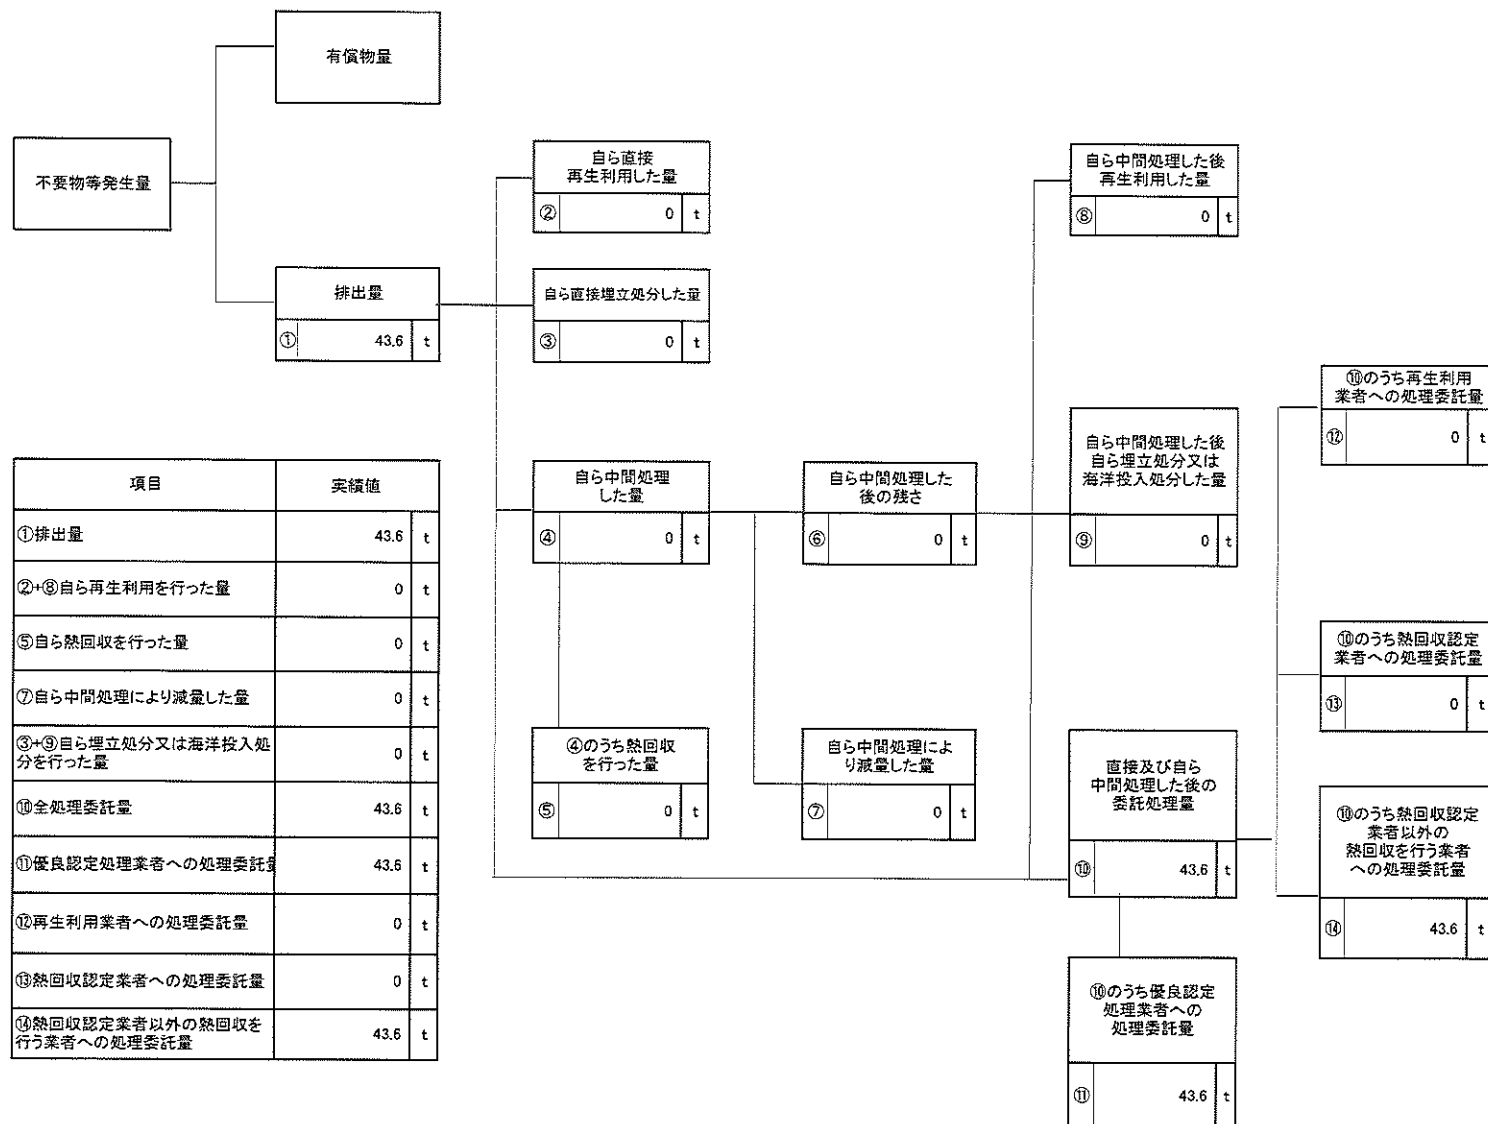 有償物量
不要物等発生量
排出量
① 43.6 t
自ら直接
再生利用した量
② 0 t
自ら直接埋立処分した量
③ 0 t
自ら中間処理
した量
④ 0 t
④のうち熱回収
を行った量
⑤ 0 t
自ら中間処理した
後の残さ
⑥ 0 t
自ら中間処理によ
り減量した量
⑦ 0 t
自ら中間処理した後
再生利用した量
⑧ 0 t
自ら中間処理した後
自ら埋立処分又は
海洋投入処分した量
⑨ 0 t
直接及び自ら
中間処理した後の
委託処理量
⑩ 43.6 t
⑩のうち優良認定
処理業者への
処理委託量
⑪ 43.6 t
⑩のうち再生利用
業者への処理委託量
⑫ 0 t
⑩のうち熱回収認定
業者への処理委託量
⑬ 0 t
⑩のうち熱回収認定
業者以外の
熱回収を行う業者
への処理委託量
⑭ 43.6 t
項目 実績値
①排出量 43.6 t
②+⑧自ら再生利用を行った量 0 t
⑤自ら熱回収を行った量 0 t
⑦自ら中間処理により減量した量 0 t
③+⑨自ら埋立処分又は海洋投入処
分を行った量 0 t
⑩全処理委託量 43.6 t
⑪優良認定処理業者への処理委託量 43.6 t
⑫再生利用業者への処理委託量 0 t
⑬熱回収認定業者への処理委託量 0 t
⑭熱回収認定業者以外の熱回収を
行う業者への処理委託量 43.6 t